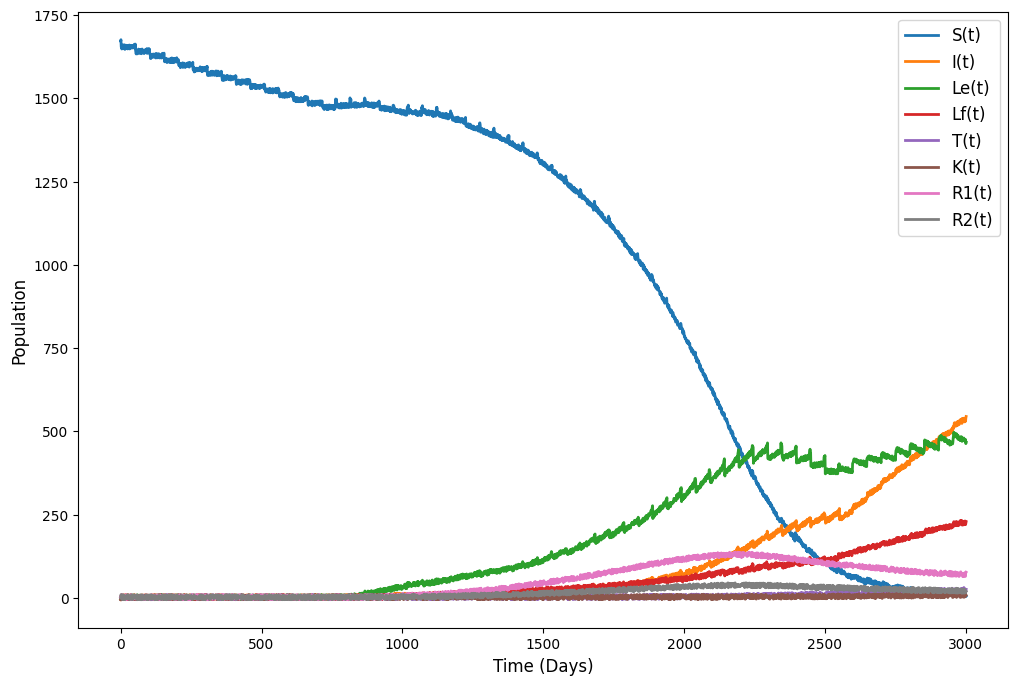 1750
1500
1250
1000
750
500
250
0
Population
0 500 1000 1500 2000 2500 3000
Time (Days)
S(t)
I(t)
Le(t)
Lf(t)
T(t)
K(t)
R1(t)
R2(t)